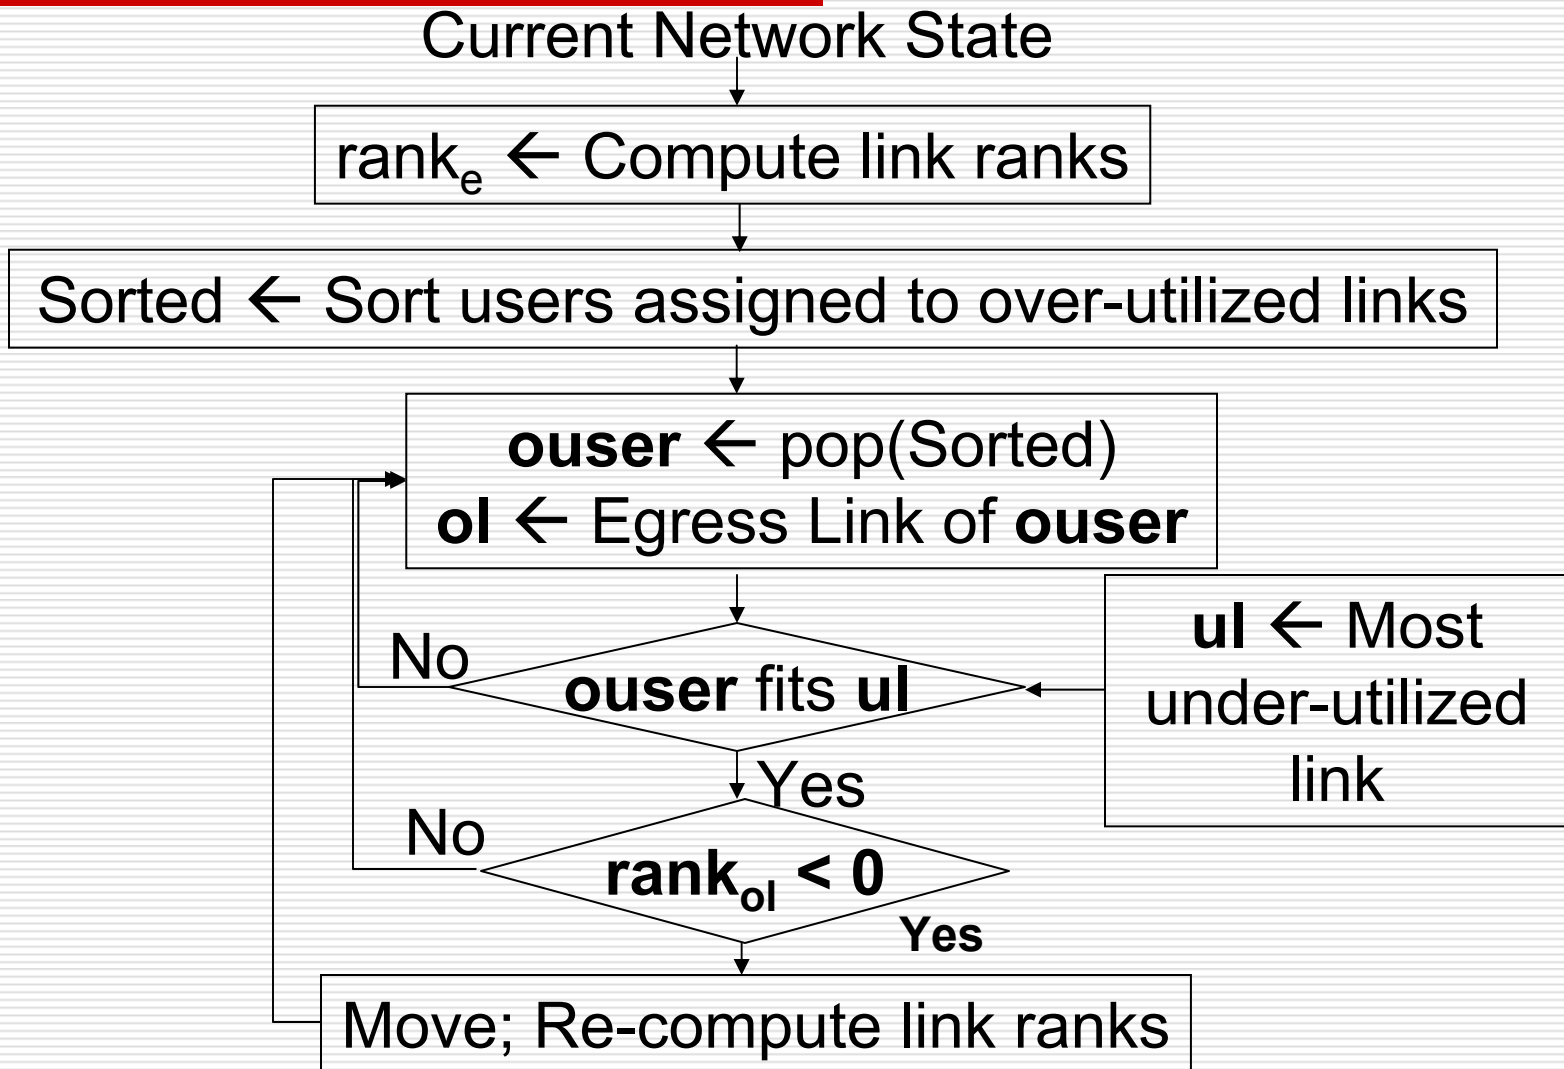 Current Network State
rankₑ ← Compute link ranks
Sorted ← Sort users assigned to over-utilized links
ouser ← pop(Sorted)
ol ← Egress Link of ouser
ul ← Most
under-utilized
link
No
ouser fits ul
Yes
No
rankₒₗ < 0
Yes
Move; Re-compute link ranks